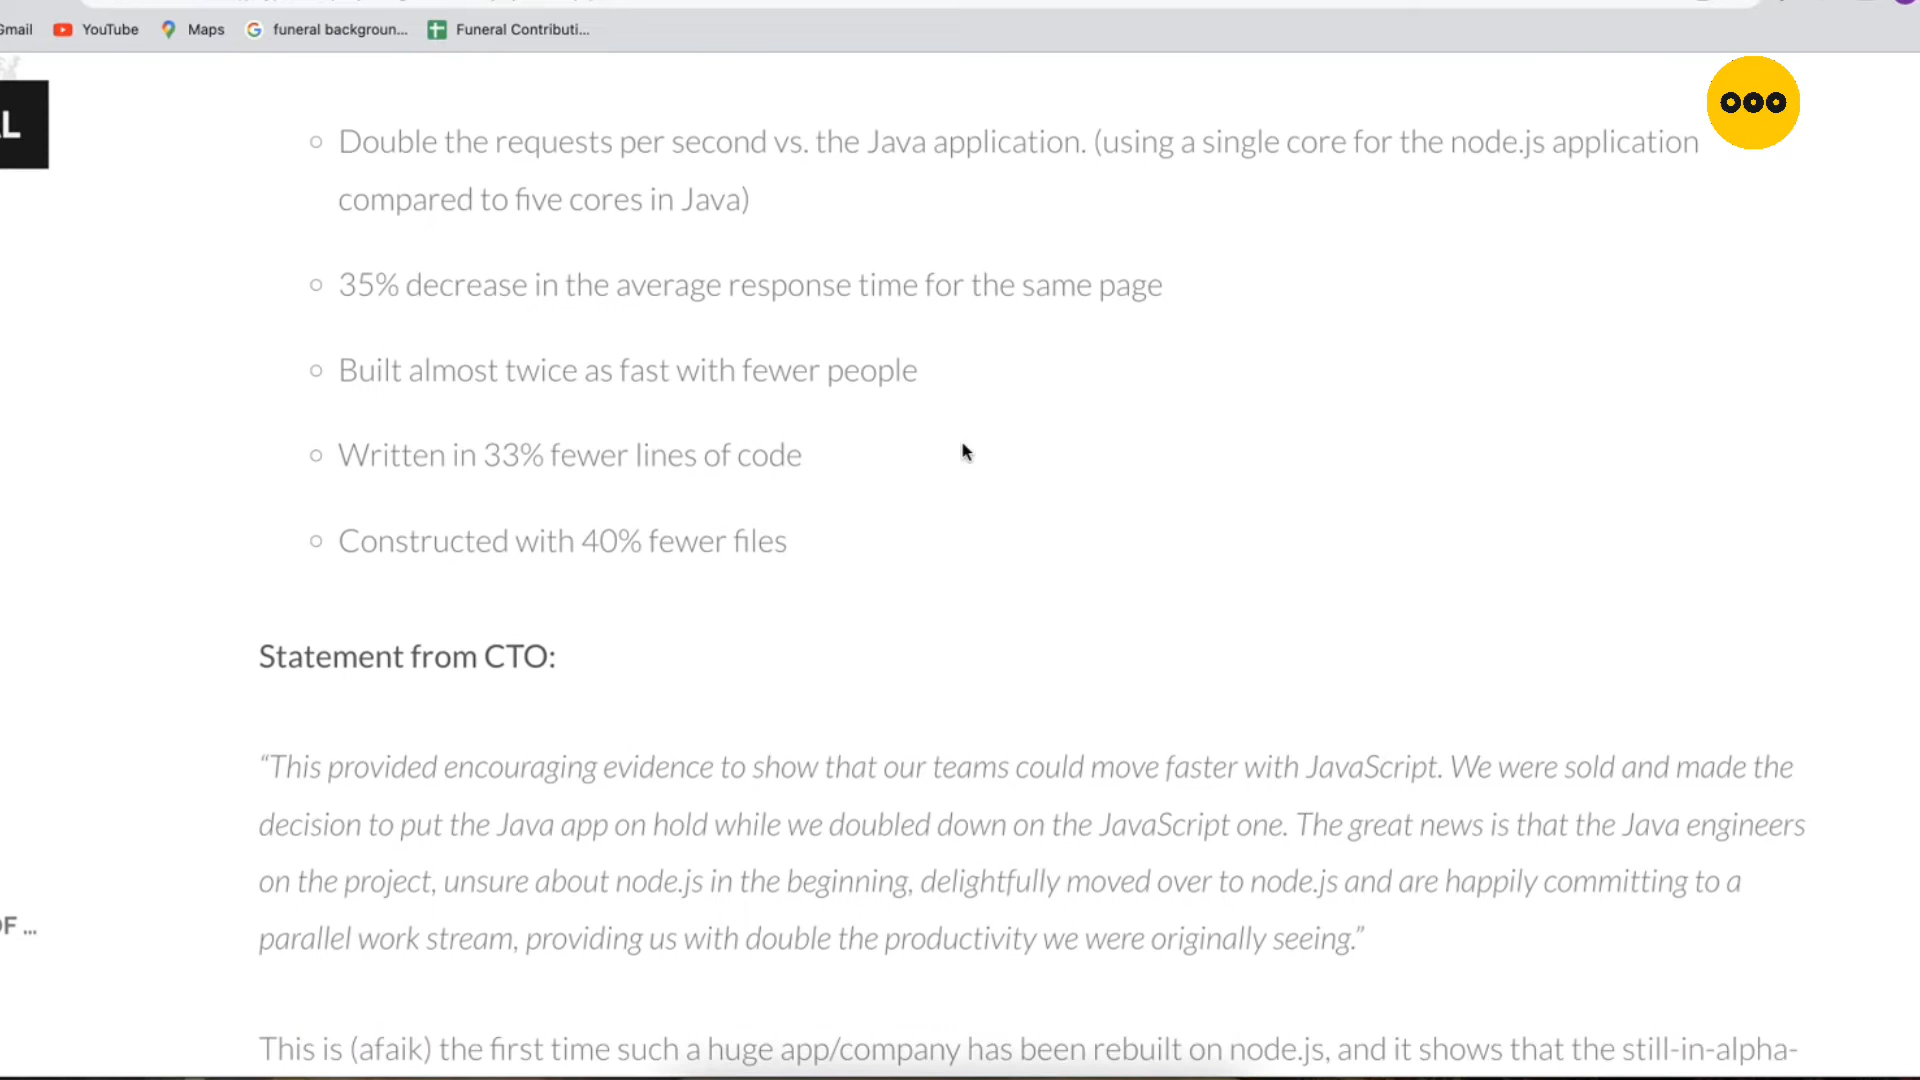 Gmail YouTube Maps funeral backgroun... Funeral Contributi...
AL
Double the requests per second vs. the Java application. (using a single core for the node.js application
compared to five cores in Java)
35% decrease in the average response time for the same page
Built almost twice as fast with fewer people
Written in 33% fewer lines of code
Constructed with 40% fewer files
Statement from CTO:
“This provided encouraging evidence to show that our teams could move faster with JavaScript. We were sold and made the
decision to put the Java app on hold while we doubled down on the JavaScript one. The great news is that the Java engineers
on the project, unsure about node.js in the beginning, delightfully moved over to node.js and are happily committing to a
OF ...
parallel work stream, providing us with double the productivity we were originally seeing.”
This is (afaik) the first time such a huge app/company has been rebuilt on node.js, and it shows that the still-in-alpha-